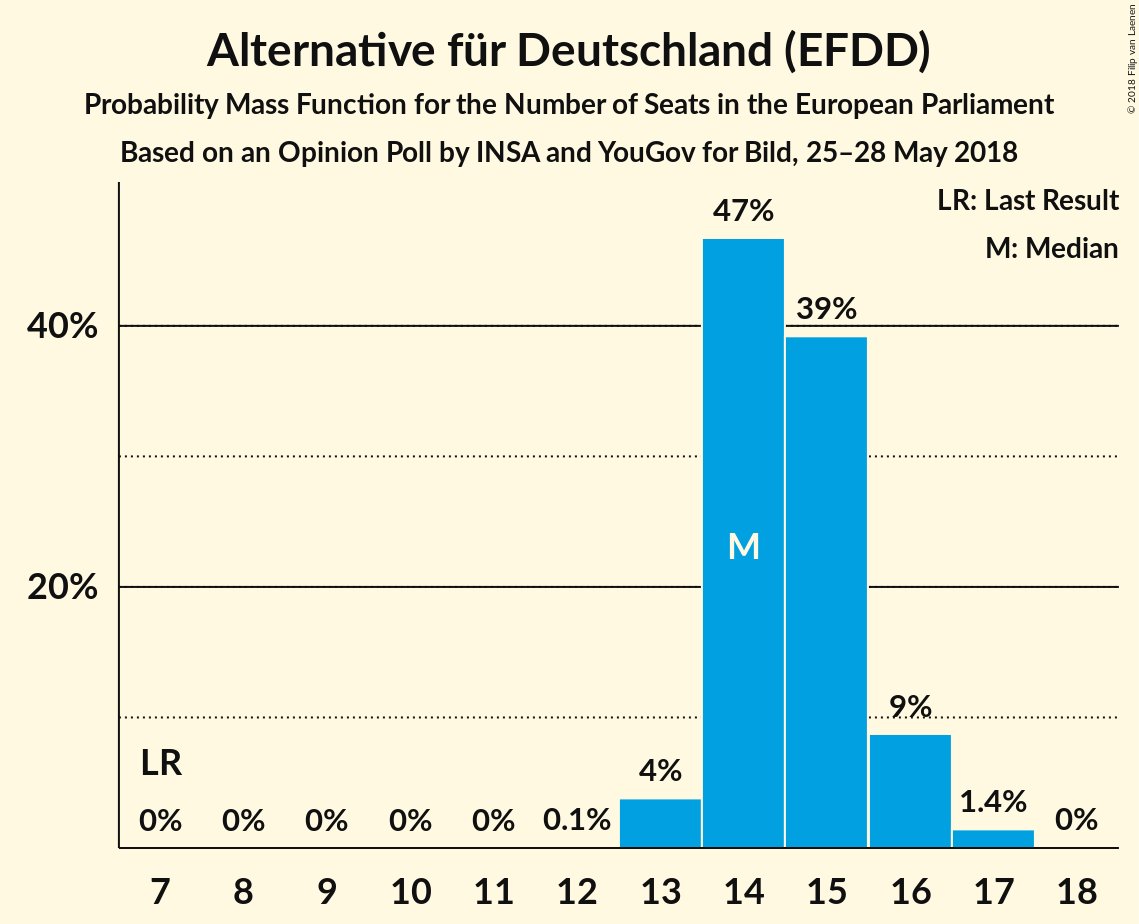 Alternative für Deutschland (EFDD)
Probability Mass Function for the Number of Seats in the European Parliament
Based on an Opinion Poll by INSA and YouGov for Bild, 25–28 May 2018
© 2018 Filip van Laenen
LR: Last Result
M: Median
47%
39%
40%
M
20%
9%
LR
4%
1.4%
0% 0% 0% 0% 0% 0.1% 0%
7 8 9 10 11 12 13 14 15 16 17 18